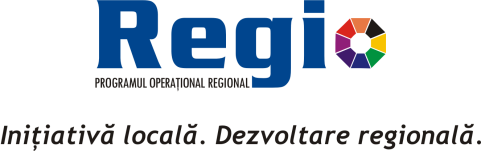 Regio
PROGRAMUL OPERAȚIONAL REGIONAL
Inițiativă locală. Dezvoltare regională.